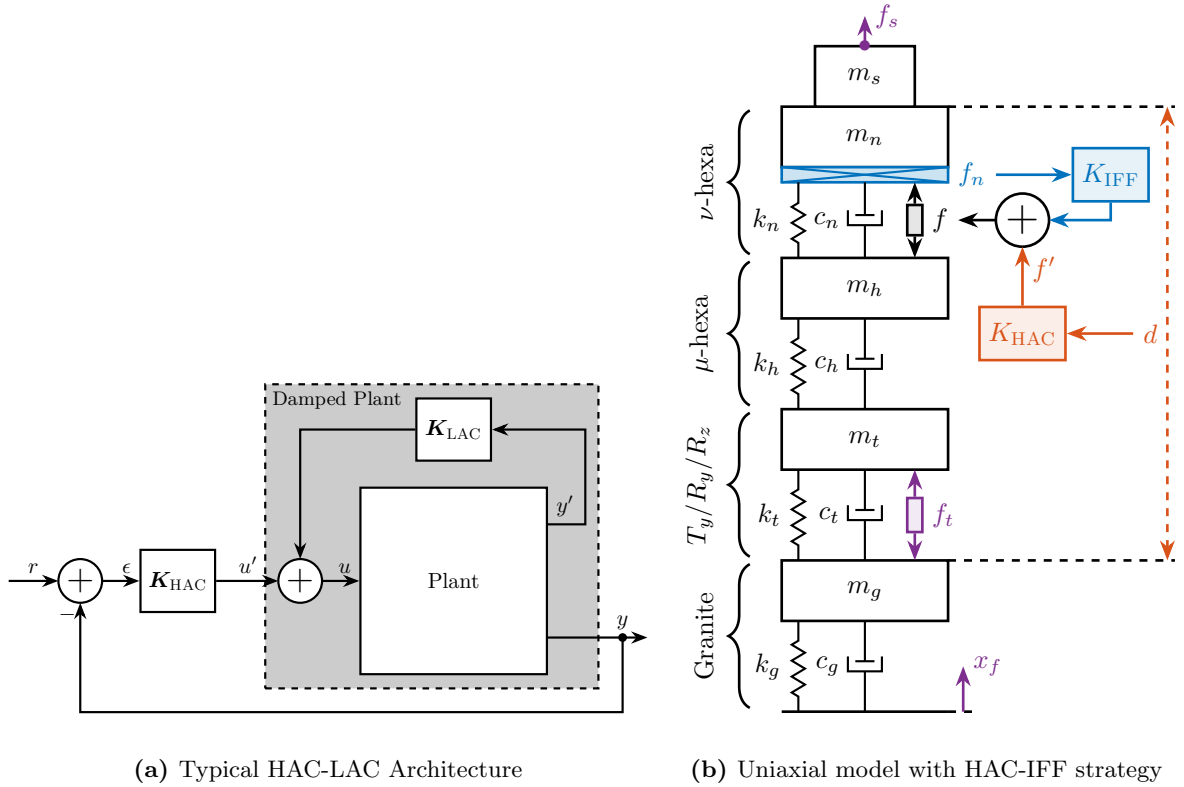 Damped Plant
K_LAC
y′
r
ϵ
K_HAC
u′
u
Plant
y
−
(a) Typical HAC-LAC Architecture
f_s
m_s
m_n
ν-hexa
f_n
K_IFF
k_n
c_n
f
f′
m_h
K_HAC
d
μ-hexa
k_h
c_h
m_t
T_y/R_y/R_z
k_t
c_t
f_t
m_g
Granite
k_g
c_g
x_f
(b) Uniaxial model with HAC-IFF strategy